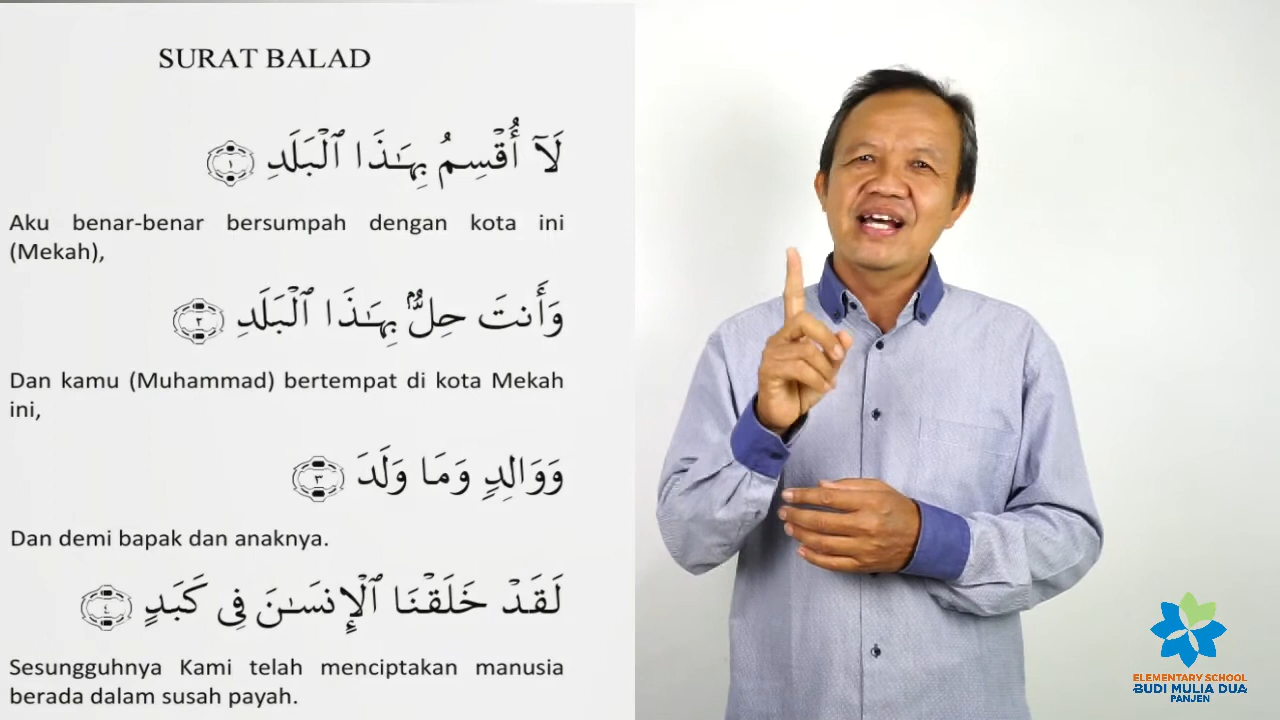 SURAT BALAD
لَآ أُقْسِمُ بِهَـٰذَا ٱلْبَلَدِ ١
Aku benar-benar bersumpah dengan kota ini
(Mekah),
وَأَنتَ حِلٌّۢ بِهَـٰذَا ٱلْبَلَدِ ٢
Dan kamu (Muhammad) bertempat di kota Mekah
ini,
وَوَالِدٍۢ وَمَا وَلَدَ ٣
Dan demi bapak dan anaknya.
لَقَدْ خَلَقْنَا ٱلْإِنسَـٰنَ فِى كَبَدٍ ٤
Sesungguhnya Kami telah menciptakan manusia
berada dalam susah payah.
ELEMENTARY SCHOOL
BUDI MULIA DUA
PANJEN